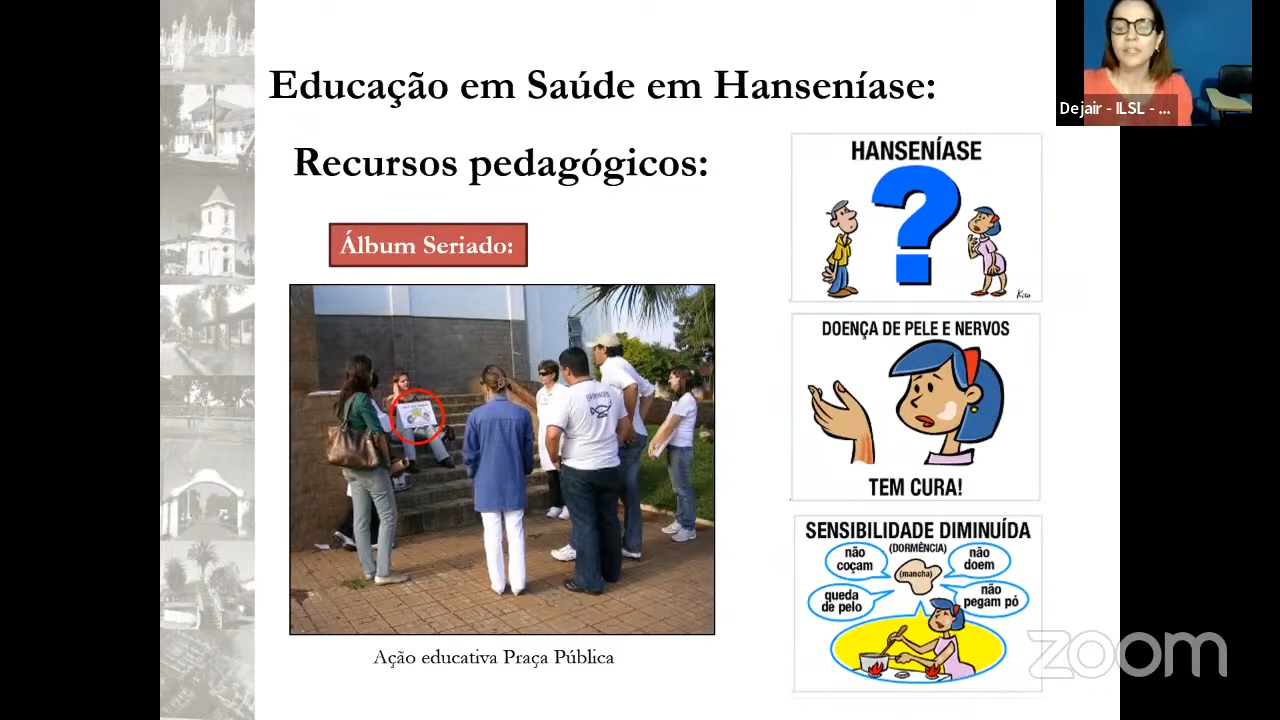 Educação em Saúde em Hanseníase:
Recursos pedagógicos:
Álbum Seriado:
Ação educativa Praça Pública
HANSENÍASE
?
Kico
DOENÇA DE PELE E NERVOS
TEM CURA!
SENSIBILIDADE DIMINUÍDA
(DORMÊNCIA)
não
coçam
(mancha)
não
doem
queda
de pelo
não
pegam pó
Dejair - ILSL - ...
zoom